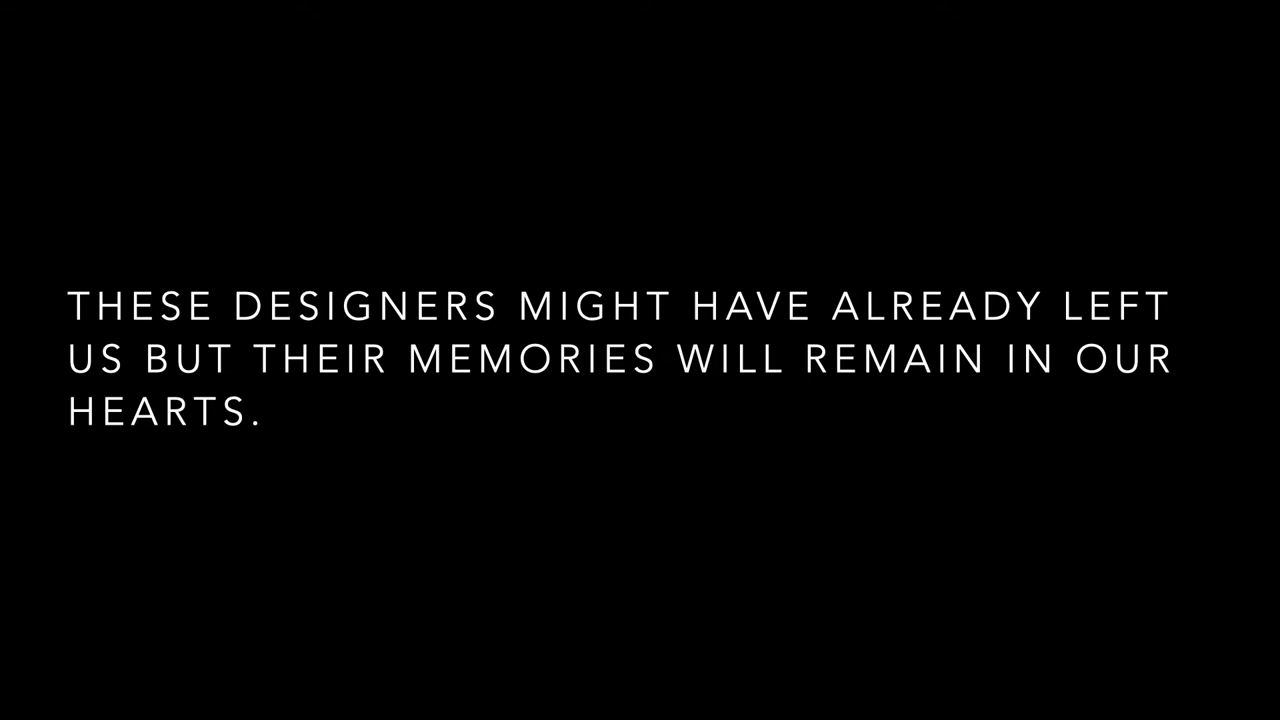 THESE DESIGNERS MIGHT HAVE ALREADY LEFT
US BUT THEIR MEMORIES WILL REMAIN IN OUR
HEARTS.